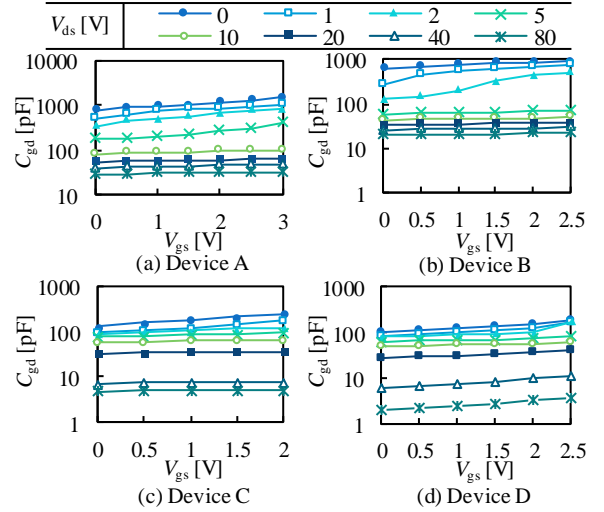 Vds [V] 0 1 2 5
10 20 40 80
10000
1000
100
10
Cgd [pF]
0 1 2 3
Vgs [V]
(a) Device A
1000
100
10
1
Cgd [pF]
0 0.5 1 1.5 2 2.5
Vgs [V]
(b) Device B
1000
100
10
1
Cgd [pF]
0 0.5 1 1.5 2
Vgs [V]
(c) Device C
1000
100
10
1
Cgd [pF]
0 0.5 1 1.5 2 2.5
Vgs [V]
(d) Device D